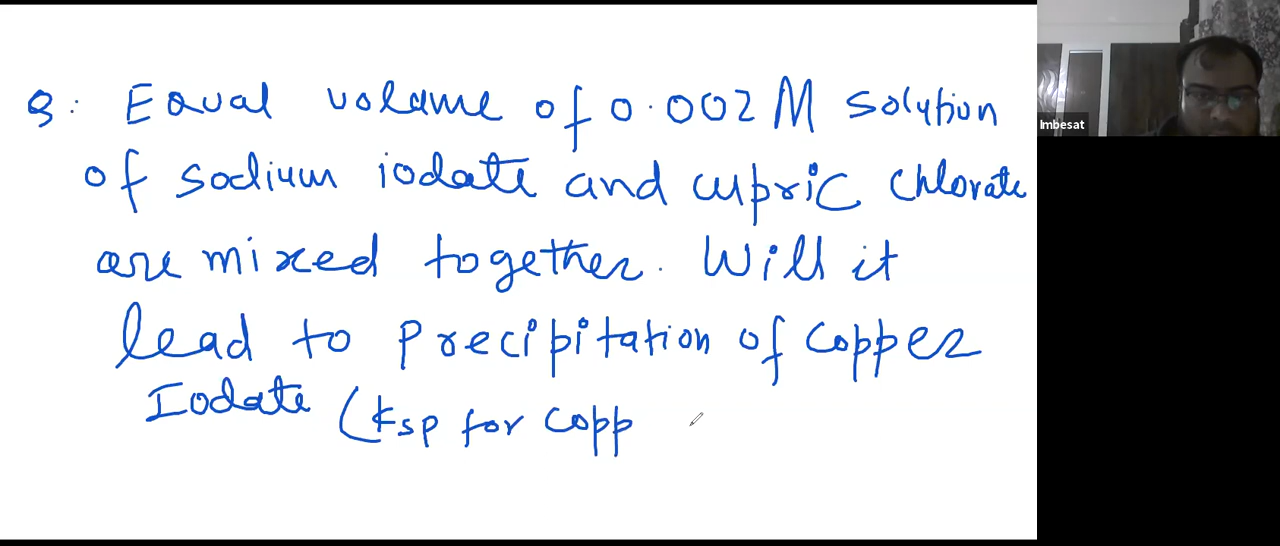 Q: Equal volume of 0.002 M solution
of sodium iodate and cupric chlorate
are mixed together. Will it
lead to precipitation of copper
Iodate (Ksp for Copp
Imbesat